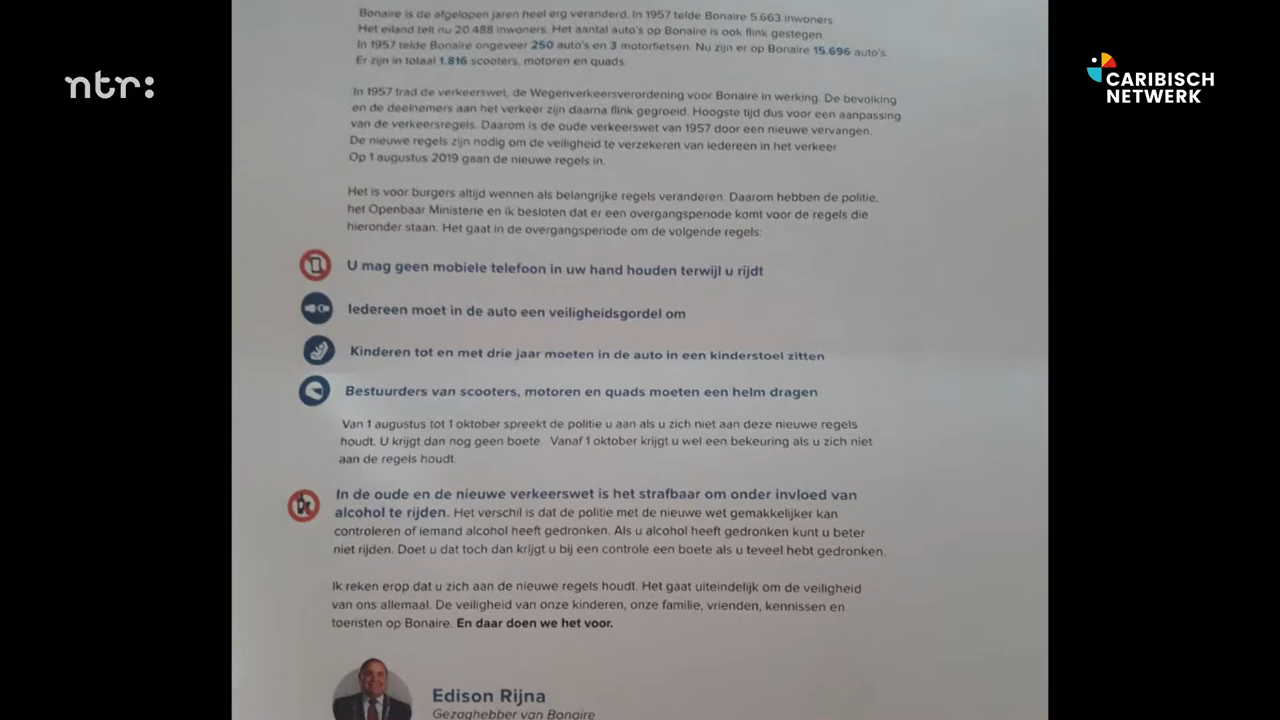 ntr:
CARIBISCH
NETWERK
Bonaire is de afgelopen jaren heel erg veranderd. In 1957 telde Bonaire 5.663 inwoners
Het eiland telt nu 20.488 inwoners. Het aantal auto's op Bonaire is ook flink gestegen.
In 1957 telde Bonaire ongeveer 250 auto's en 3 motorfietsen. Nu zijn er op Bonaire 15.696 auto's.
Er zijn in totaal 1.816 scooters, motoren en quads.
In 1957 trad de verkeerswet, de Wegenverkeersverordening voor Bonaire in werking. De bevolking
en de deelnemers aan het verkeer zijn daarna flink gegroeid. Hoogste tijd dus voor een aanpassing
van de verkeersregels. Daarom is de oude verkeerswet van 1957 door een nieuwe vervangen.
De nieuwe regels zijn nodig om de veiligheid te verzekeren van iedereen in het verkeer.
Op 1 augustus 2019 gaan de nieuwe regels in.
Het is voor burgers altijd wennen als belangrijke regels veranderen. Daarom hebben de politie,
het Openbaar Ministerie en ik besloten dat er een overgangsperiode komt voor de regels die
hieronder staan. Het gaat in de overgangsperiode om de volgende regels:
U mag geen mobiele telefoon in uw hand houden terwijl u rijdt
Iedereen moet in de auto een veiligheidsgordel om
Kinderen tot en met drie jaar moeten in de auto in een kinderstoel zitten
Bestuurders van scooters, motoren en quads moeten een helm dragen
Van 1 augustus tot 1 oktober spreekt de politie u aan als u zich niet aan deze nieuwe regels
houdt. U krijgt dan nog geen boete. Vanaf 1 oktober krijgt u wel een bekeuring als u zich niet
aan de regels houdt.
In de oude en de nieuwe verkeerswet is het strafbaar om onder invloed van
alcohol te rijden. Het verschil is dat de politie met de nieuwe wet gemakkelijker kan
controleren of iemand alcohol heeft gedronken. Als u alcohol heeft gedronken kunt u beter
niet rijden. Doet u dat toch dan krijgt u bij een controle een boete als u teveel hebt gedronken.
Ik reken erop dat u zich aan de nieuwe regels houdt. Het gaat uiteindelijk om de veiligheid
van ons allemaal. De veiligheid van onze kinderen, onze familie, vrienden, kennissen en
toeristen op Bonaire. En daar doen we het voor.
Edison Rijna
Gezaghebber van Bonaire